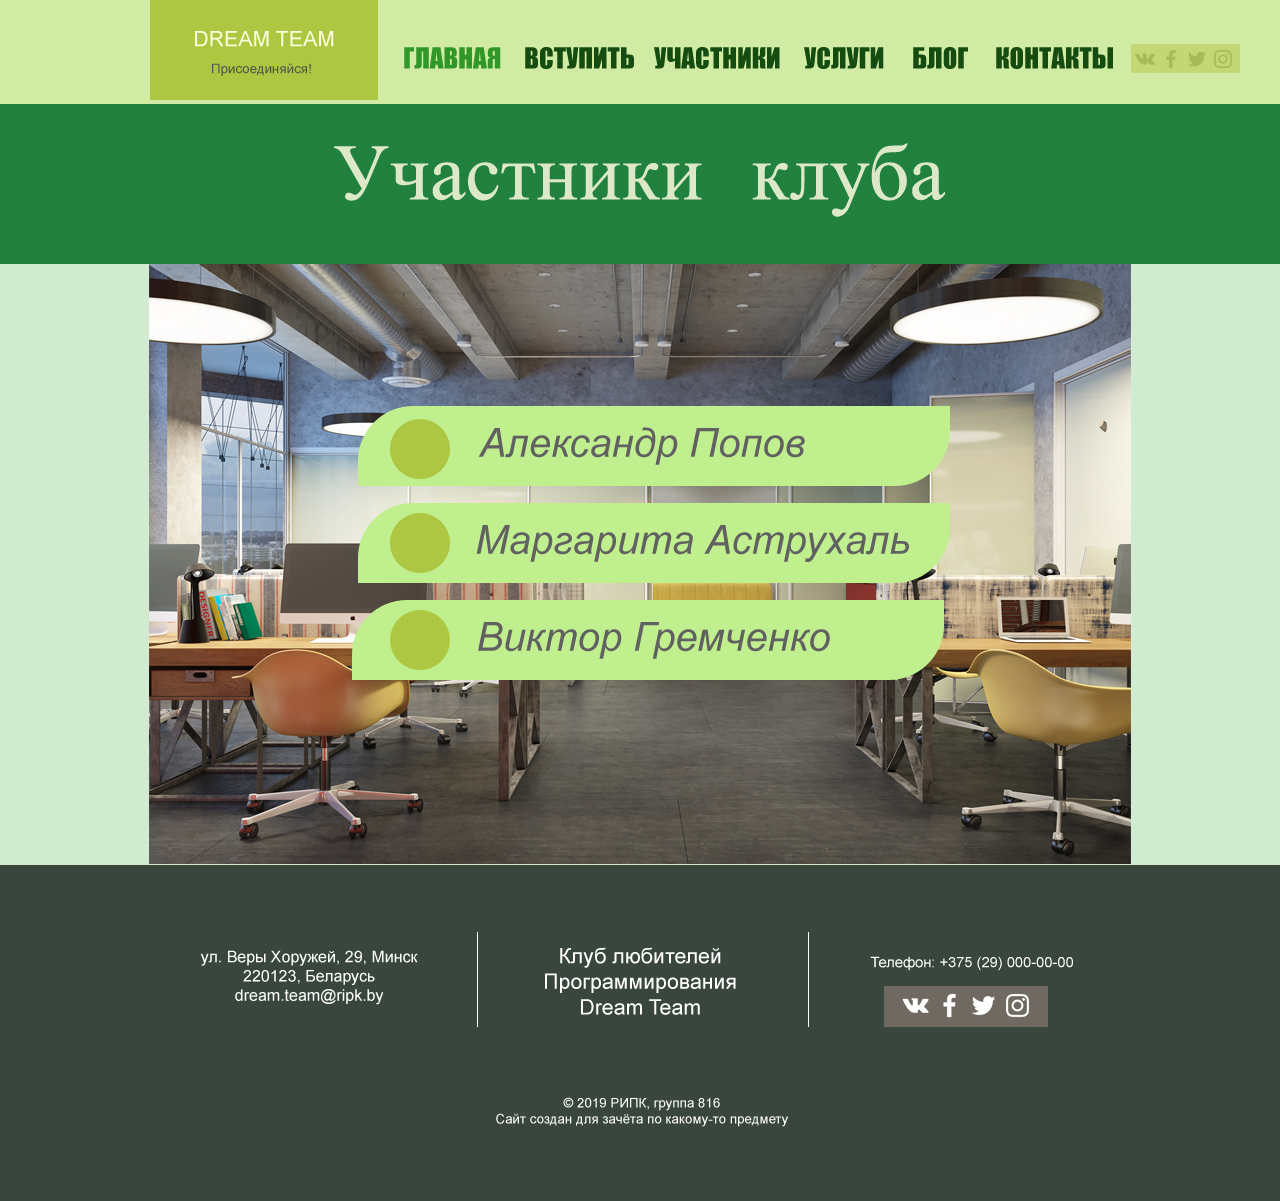 DREAM TEAM
Присоединяйся!
ГЛАВНАЯ ВСТУПИТЬ УЧАСТНИКИ УСЛУГИ БЛОГ КОНТАКТЫ
Участники клуба
Александр Попов
Маргарита Аструхаль
Виктор Гремченко
DESIGNER
ул. Веры Хоружей, 29, Минск
220123, Беларусь
dream.team@ripk.by
Клуб любителей
Программирования
Dream Team
Телефон: +375 (29) 000-00-00
© 2019 РИПК, группа 816
Сайт создан для зачёта по какому-то предмету